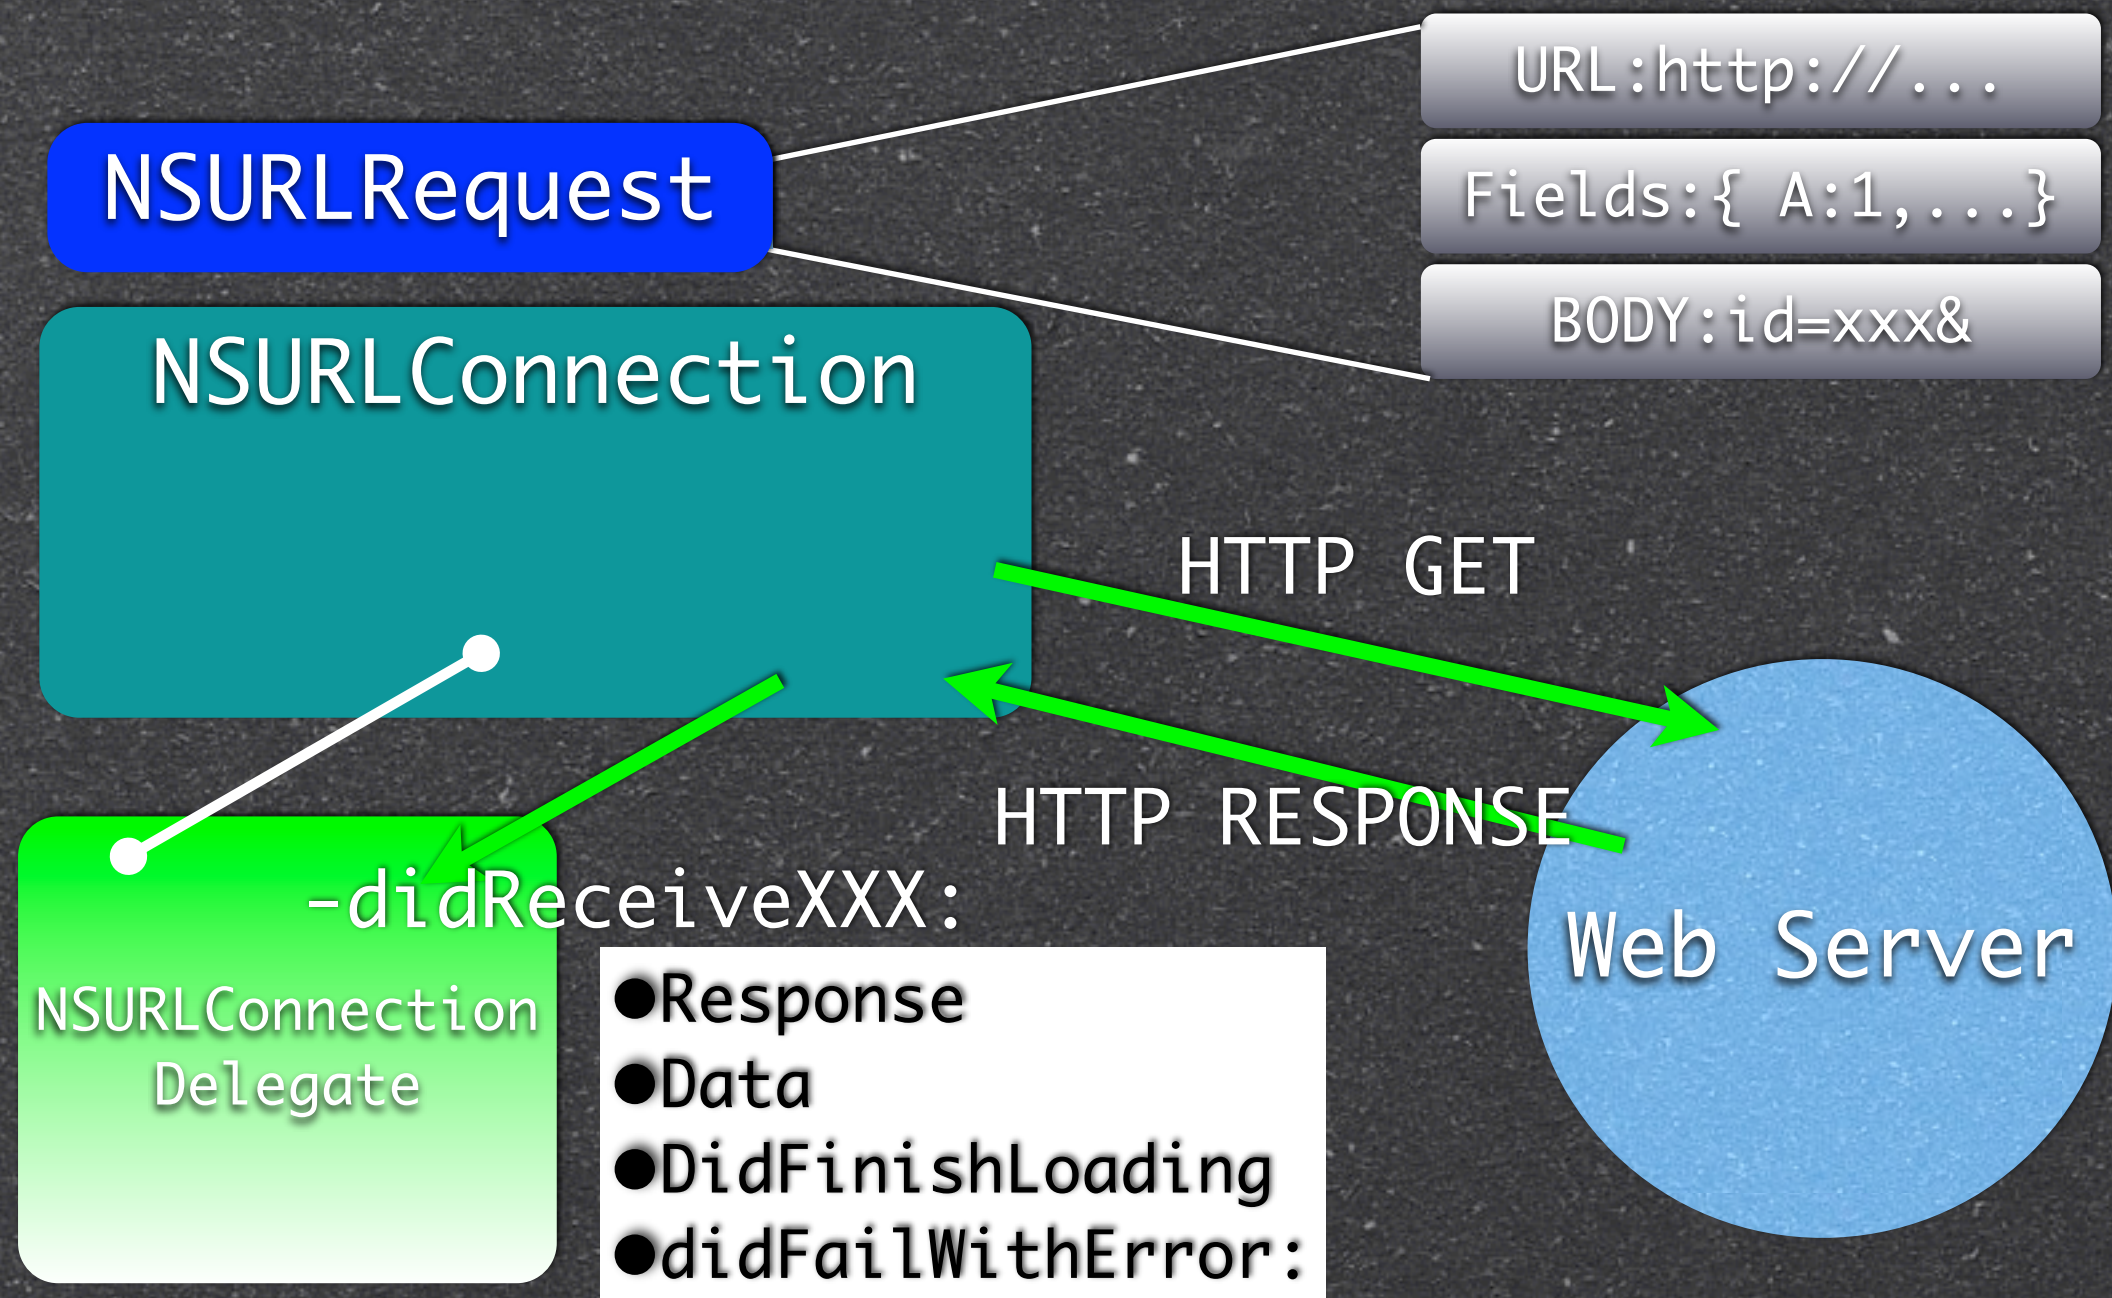 URL:http://...
NSURLRequest
Fields:{ A:1,...}
BODY:id=xxx&
NSURLConnection
HTTP GET
HTTP RESPONSE
-didReceiveXXX:
Web Server
NSURLConnection
Delegate
●Response
●Data
●DidFinishLoading
●didFailWithError: